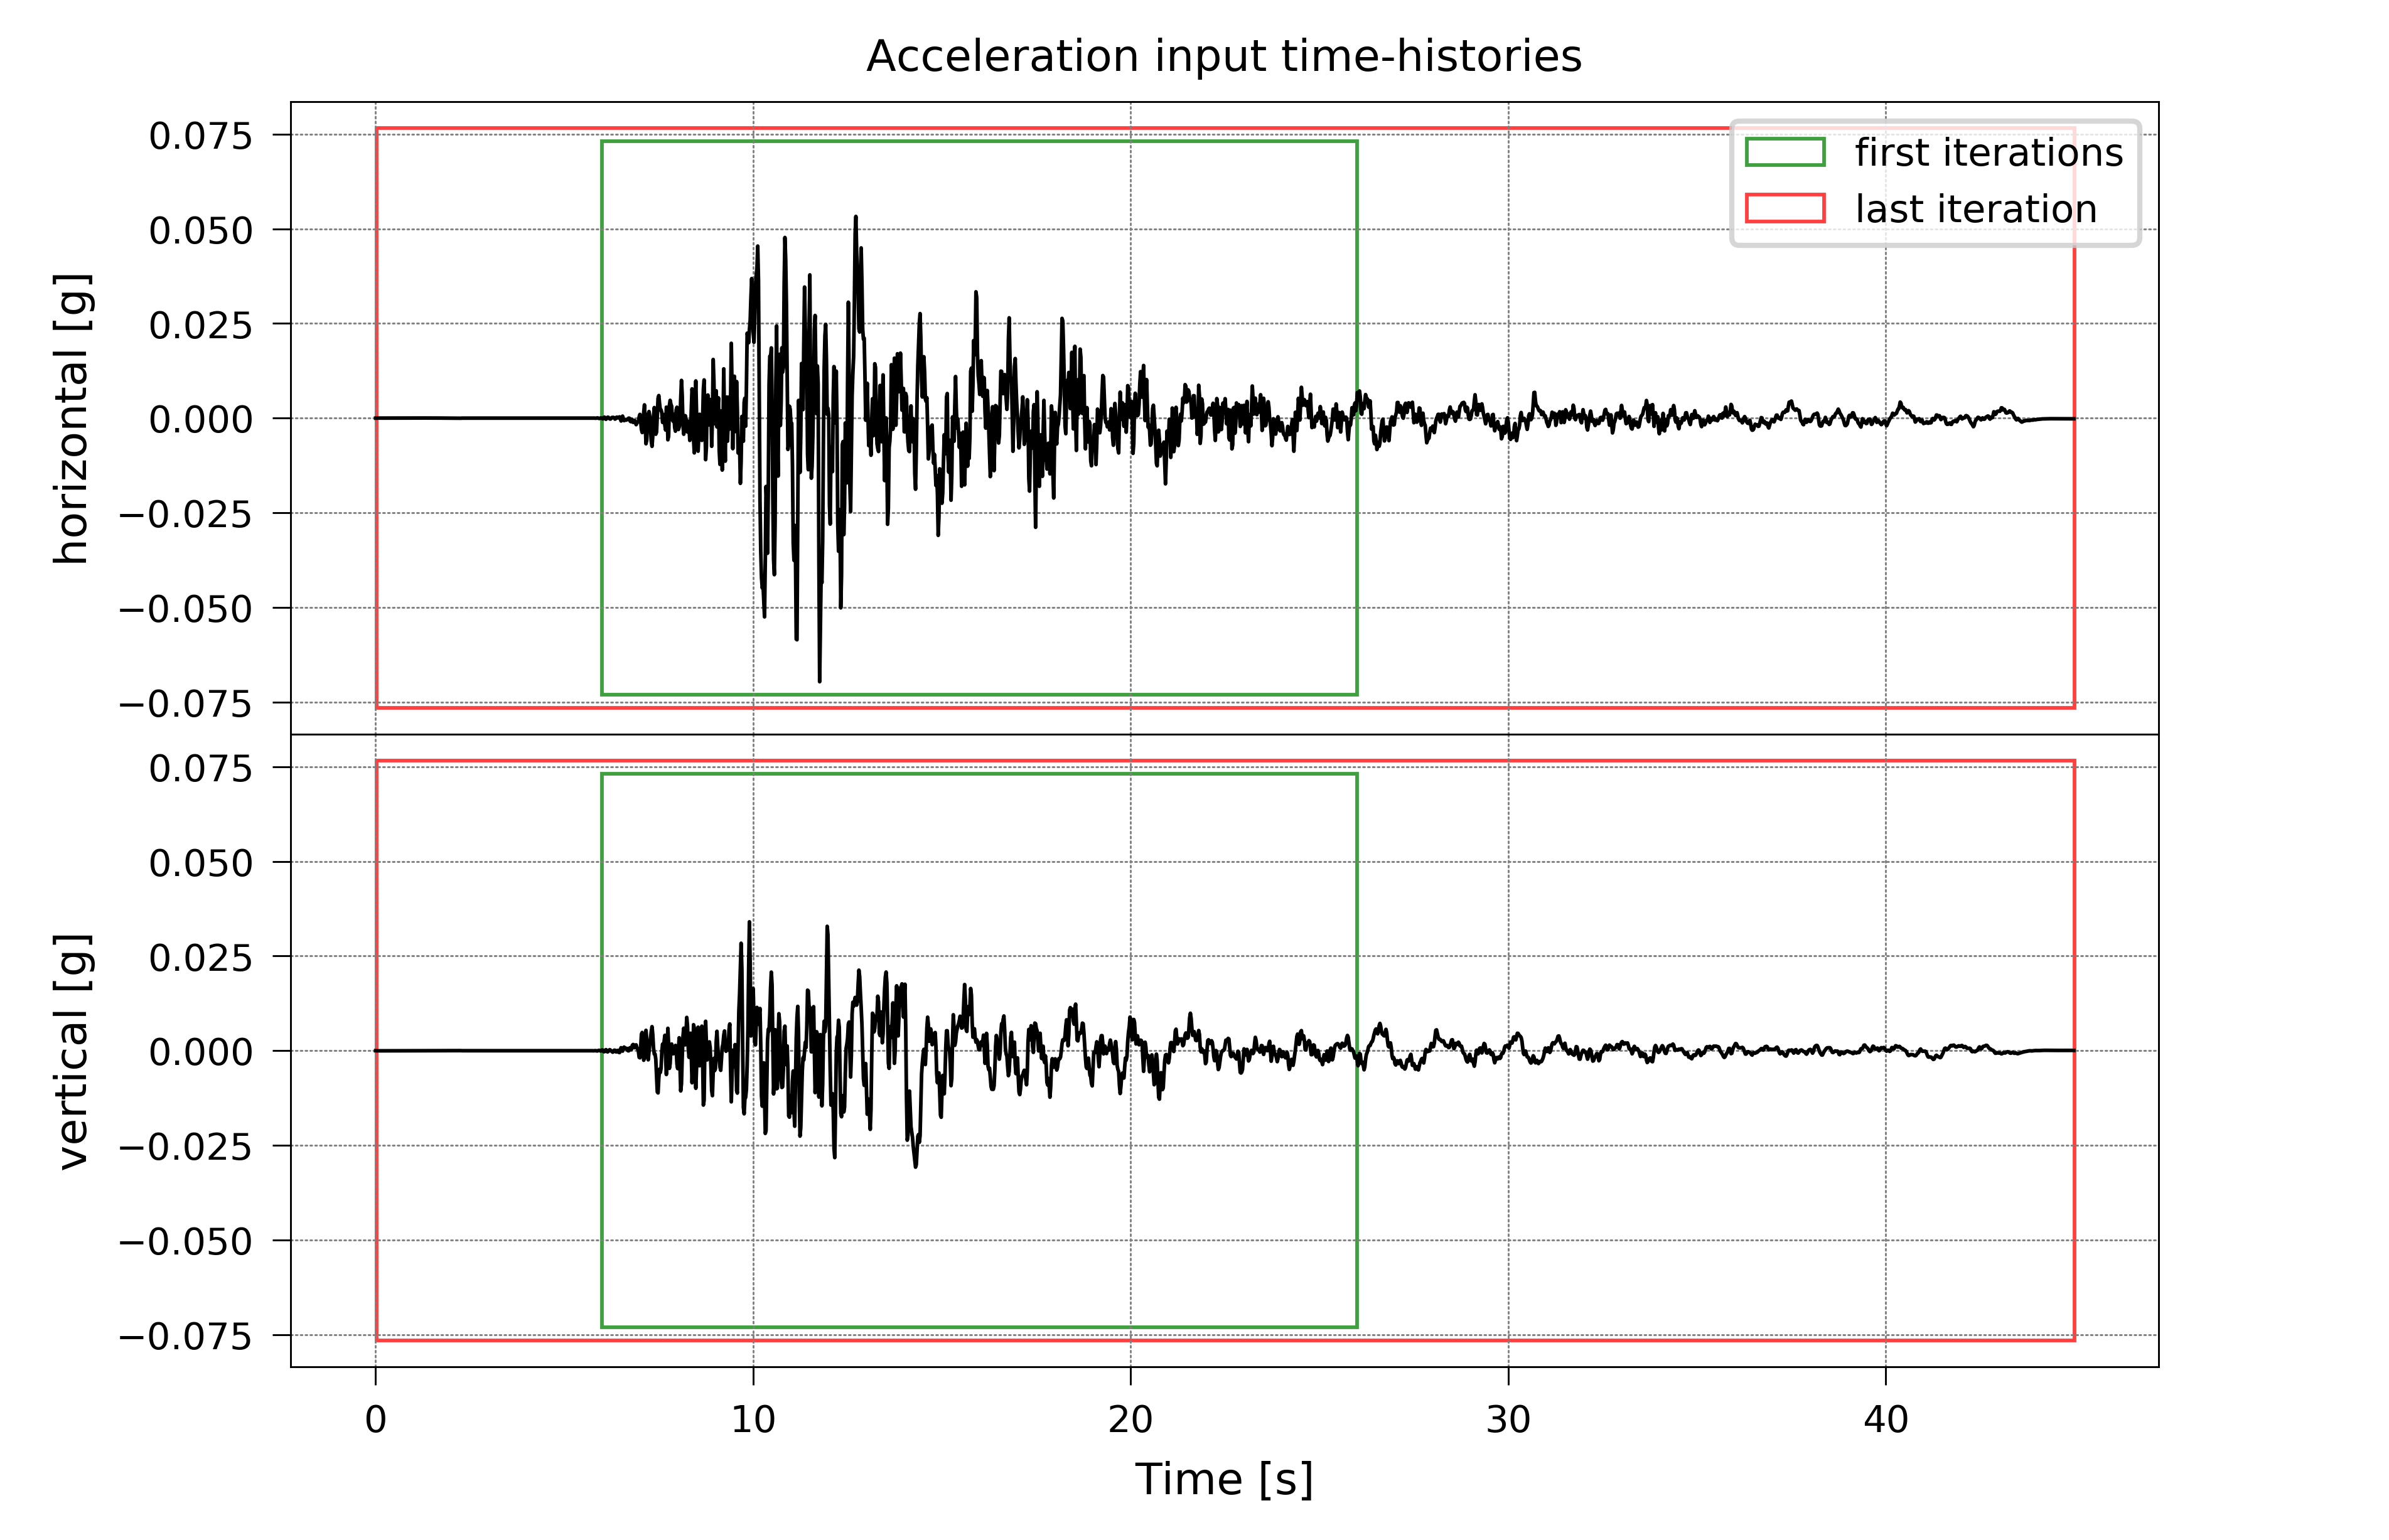 Acceleration input time-histories
first iterations
last iteration
horizontal [g]
0.075
0.050
0.025
0.000
−0.025
−0.050
−0.075
vertical [g]
0.075
0.050
0.025
0.000
−0.025
−0.050
−0.075
0 10 20 30 40
Time [s]